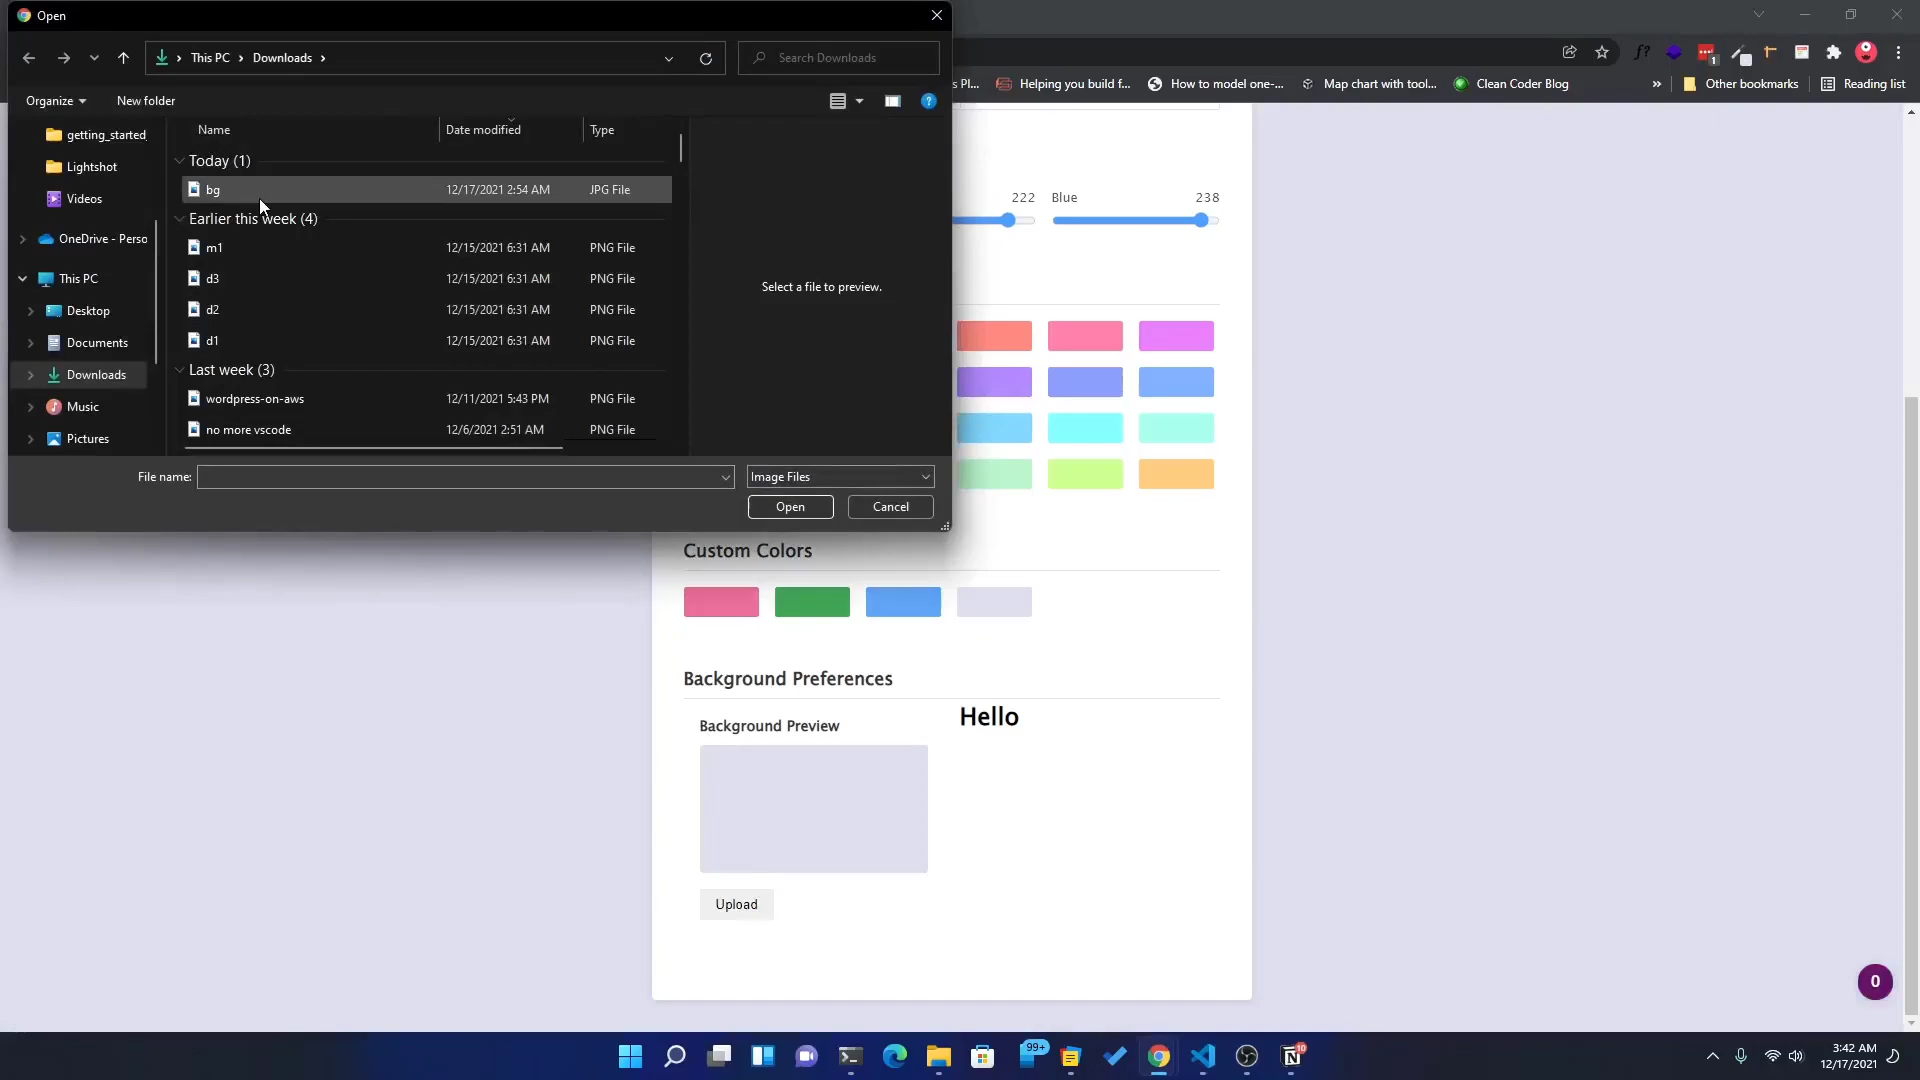 Open
This PC
Downloads
Search Downloads
Organize
New folder
getting_started
Lightshot
Videos
OneDrive - Perso
This PC
Desktop
Documents
Downloads
Music
Pictures
Name
Date modified
Type
Today (1)
bg
12/17/2021 2:54 AM
JPG File
Earlier this week (4)
m1
12/15/2021 6:31 AM
PNG File
d3
12/15/2021 6:31 AM
PNG File
d2
12/15/2021 6:31 AM
PNG File
d1
12/15/2021 6:31 AM
PNG File
Last week (3)
wordpress-on-aws
12/11/2021 5:43 PM
PNG File
no more vscode
12/6/2021 2:51 AM
PNG File
Select a file to preview.
File name:
Image Files
Open
Cancel
Pl...
Helping you build f...
How to model one-...
Map chart with tool...
Clean Coder Blog
»
Other bookmarks
Reading list
f?
1
222
Blue
238
Custom Colors
Background Preferences
Background Preview
Hello
Upload
0
99+
10
3:42 AM
12/17/2021